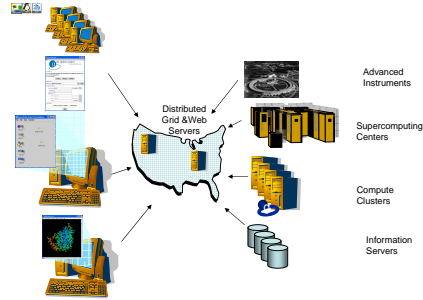 Distributed
Grid &Web
Servers
Advanced
Instruments
Supercomputing
Centers
Compute
Clusters
Information
Servers